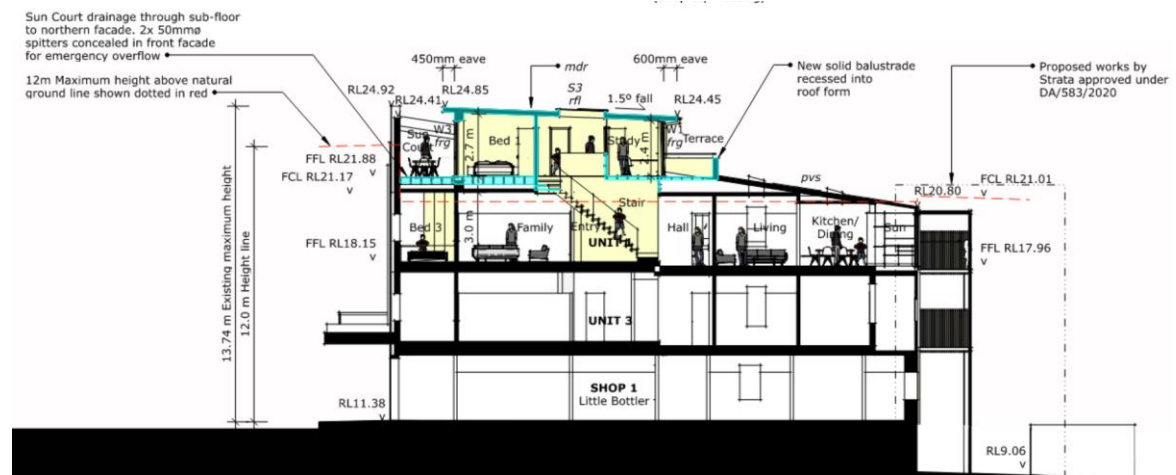 Sun Court drainage through sub-floor
to northern facade. 2x 50mmø
spitters concealed in front facade
for emergency overflow
12m Maximum height above natural
ground line shown dotted in red
450mm eave
mdr
S3
rfl
600mm eave
1.5° fall
New solid balustrade
recessed into
roof form
Proposed works by
Strata approved under
DA/583/2020
RL24.92
RL24.85
RL24.41
RL24.45
Sun
Court
W3
frg
Bed 1
2.7 m
Study
2.4 m
W1
frg
Terrace
FFL RL21.88
FCL RL21.17
pvs
RL20.80
FCL RL21.01
Bed 3
3.0 m
Family
Entry
Stair
UNIT
Hall
Living
Kitchen/
Dining
Sun
FFL RL18.15
FFL RL17.96
13.74 m Existing maximum height
12.0 m Height line
UNIT 3
SHOP 1
Little Bottler
RL11.38
RL9.06